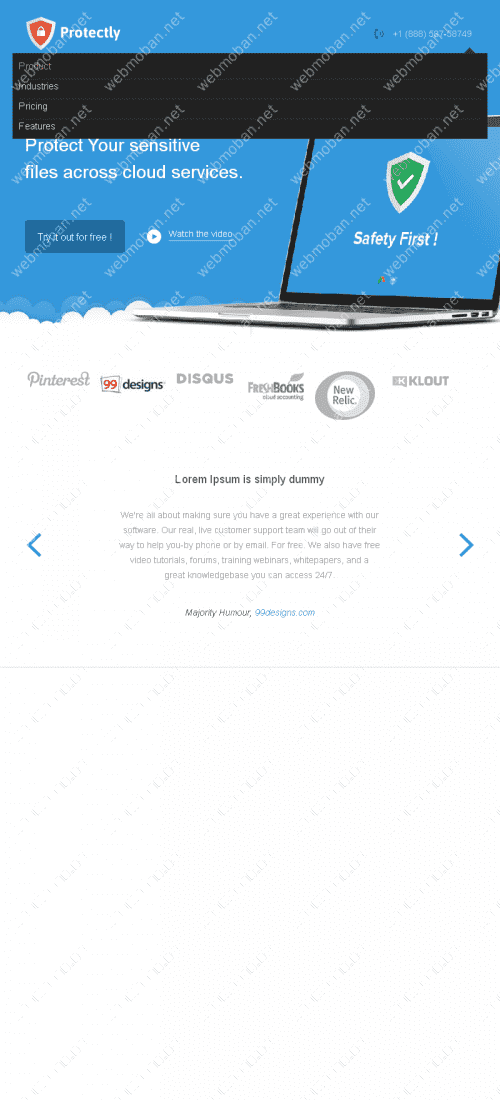 Protectly
+1 (888) 587-58749
Product
Industries
Pricing
Features
Protect Your sensitive
files across cloud services.
Try it out for free !
Watch the video
Safety First !
Pinterest
99designs
DISQUS
FRESHBOOKS
cloud accounting
New
Relic.
KLOUT
Lorem Ipsum is simply dummy
We're all about making sure you have a great experience with our
software. Our real, live customer support team will go out of their
way to help you-by phone or by email. For free. We also have free
video tutorials, forums, training webinars, whitepapers, and a
great knowledgebase you can access 24/7.
Majority Humour, 99designs.com
webmoban.net